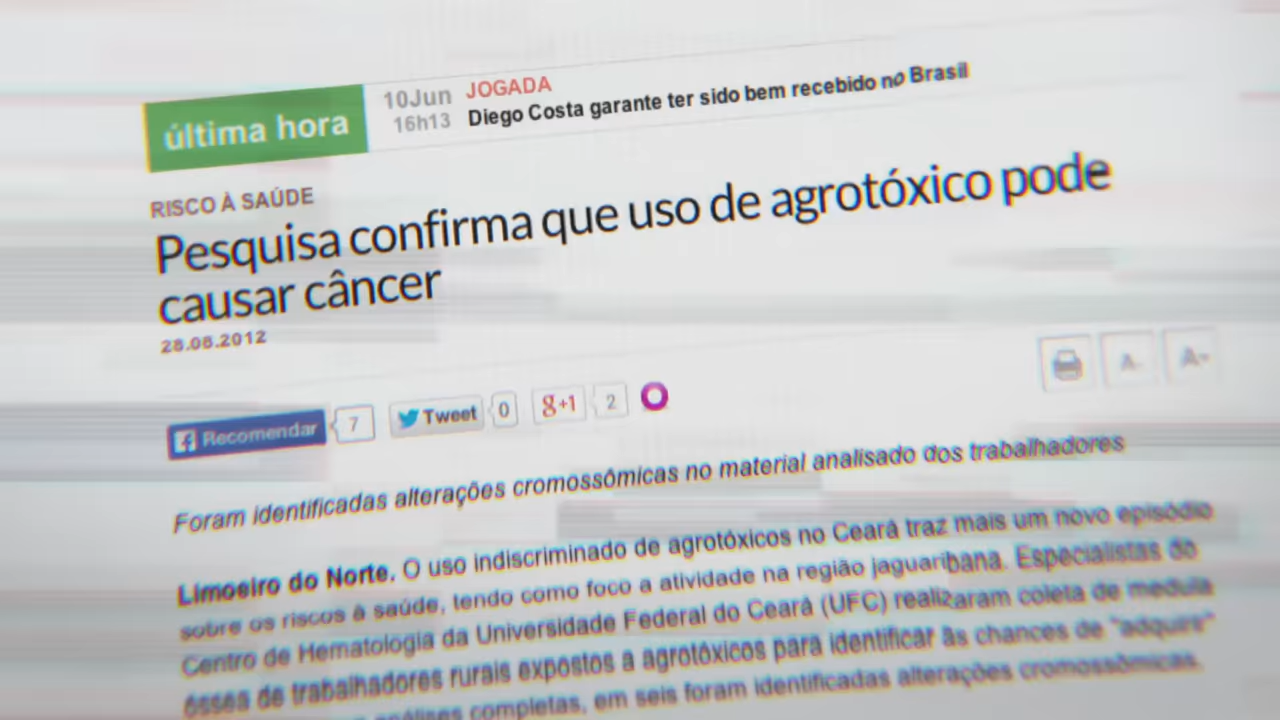 última hora
10Jun
16h13
JOGADA
Diego Costa garante ter sido bem recebido no Brasil
RISCO À SAÚDE
Pesquisa confirma que uso de agrotóxico pode
causar câncer
28.08.2012
Recomendar
7
Tweet
0
g+1
2
A-
A+
Foram identificadas alterações cromossômicas no material analisado dos trabalhadores
Limoeiro do Norte. O uso indiscriminado de agrotóxicos no Ceará traz mais um novo episódio
sobre os riscos à saúde, tendo como foco a atividade na região jaguaribana. Especialistas do
Centro de Hematologia da Universidade Federal do Ceará (UFC) realizaram coleta de medula
óssea de trabalhadores rurais expostos a agrotóxicos para identificar as chances de "adquirir"
análises completas, em seis foram identificadas alterações cromossômicas.